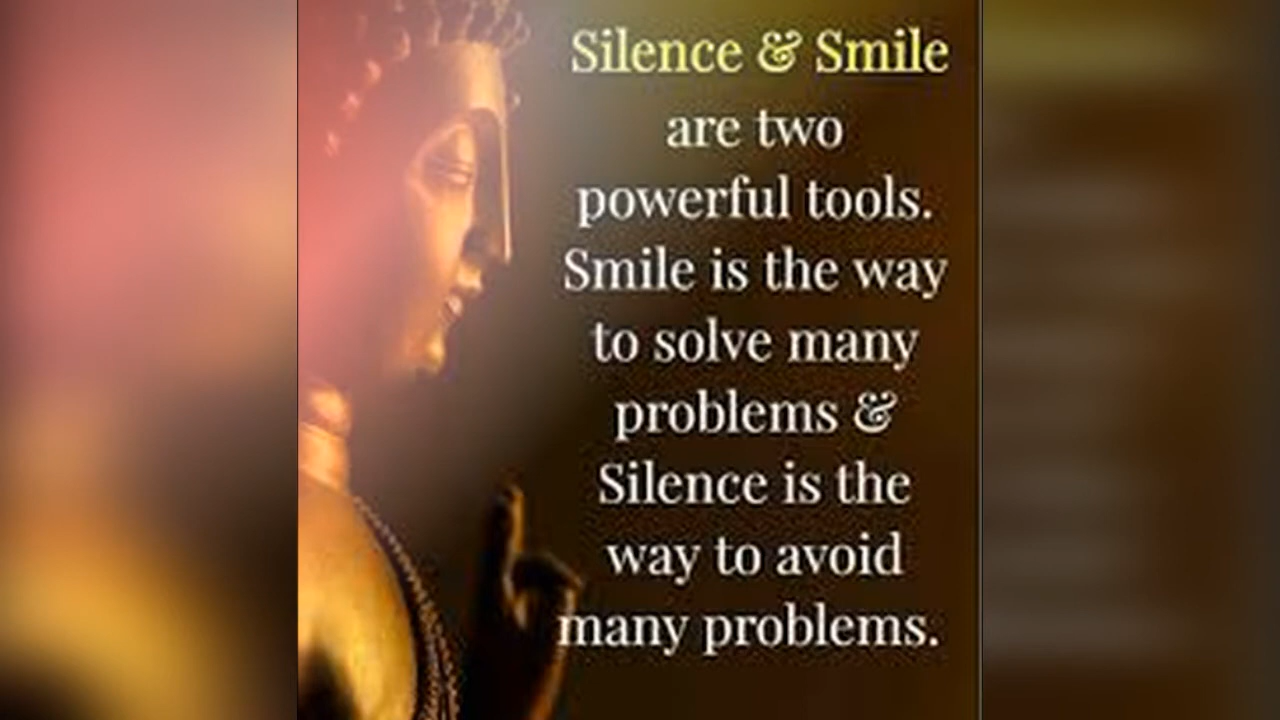 Silence & Smile
are two
powerful tools.
Smile is the way
to solve many
problems &
Silence is the
way to avoid
many problems.